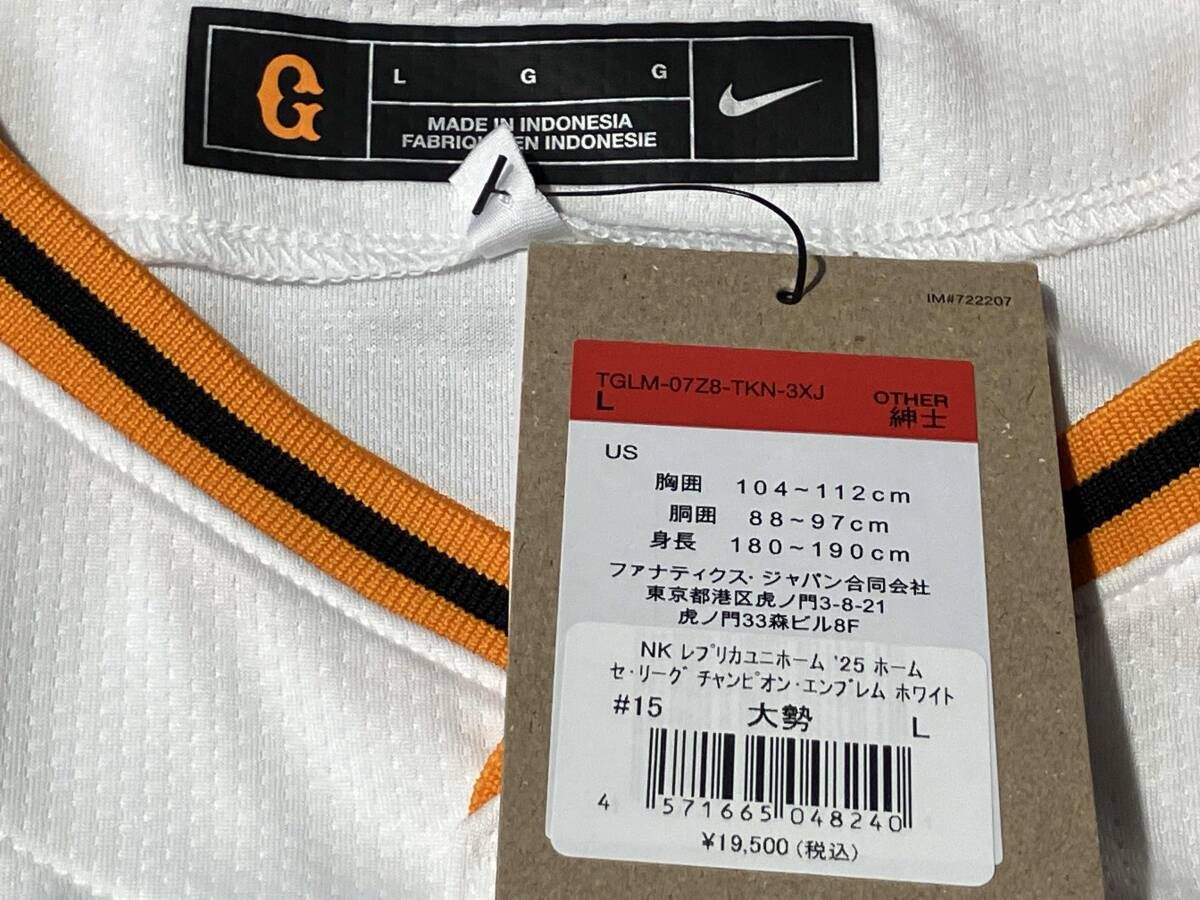 G
L G G
MADE IN INDONESIA
FABRIQU EN INDONESIE
IM#722207
TGLM-07Z8-TKN-3XJ
L
OTHER
紳士
US
胸囲 104~112cm
胴囲 88~97cm
身長 180~190cm
ファナティクス・ジャパン合同会社
東京都港区虎ノ門3-8-21
虎ノ門33森ビル8F
NK レプリカユニホーム '25 ホーム
セ・リーグ チャンピオン・エンブレム ホワイト
#15 大勢 L
4 571665 048240
¥19,500(税込)